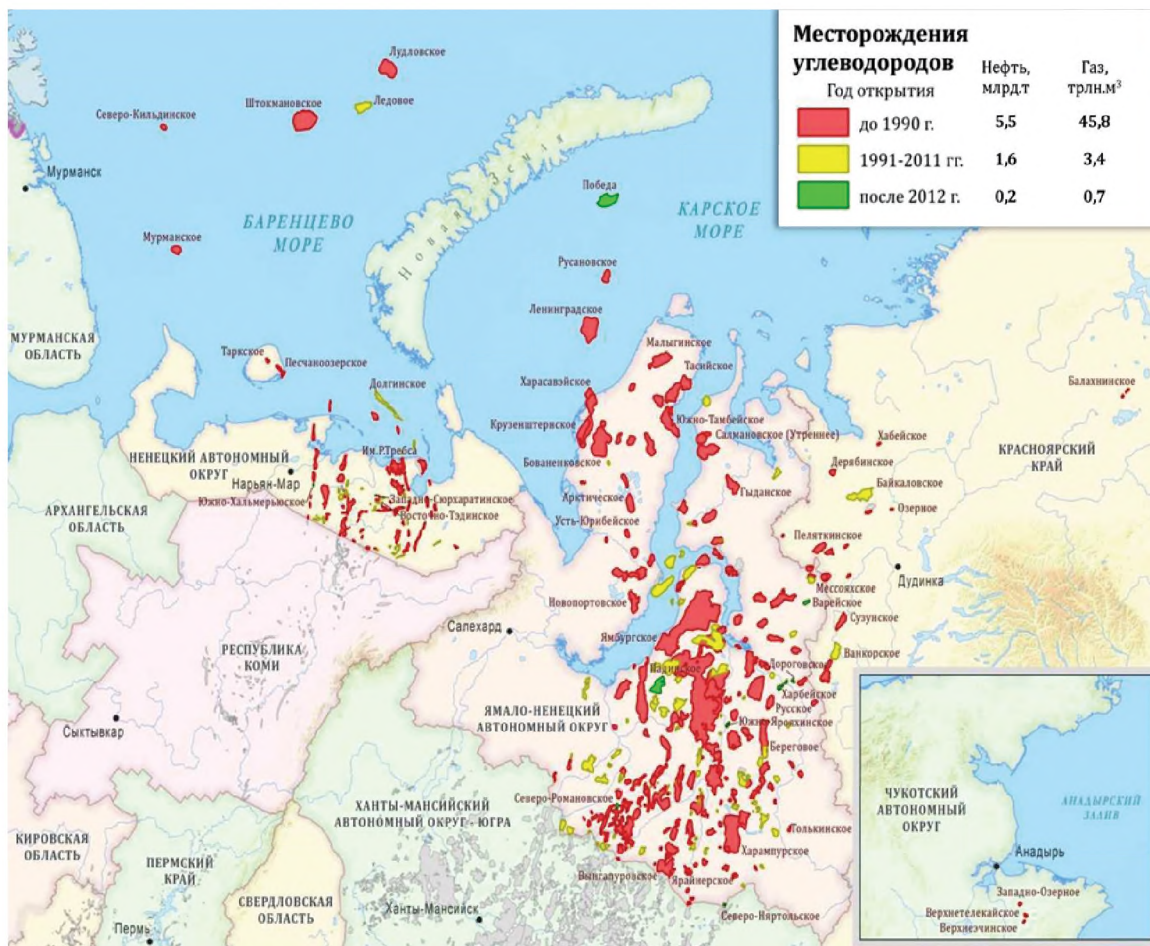 Месторождения
углеводородов
Нефть,
млрд.т
Газ,
трлн.м³
Год открытия
до 1990 г. 5,5 45,8
1991-2011 гг. 1,6 3,4
после 2012 г. 0,2 0,7
Лудловское
Штокмановское
Ледовое
Северо-Кильдинское
Мурманск
Новая Земля
Победа
БАРЕНЦЕВО
МОРЕ
КАРСКОЕ
МОРЕ
Мурманское
Русановское
Ленинградское
МУРМАНСКАЯ
ОБЛАСТЬ
Таркское
Песчаноозерское
Малыгинское
Тасийское
Долгинское
Харасавэйское
Балахнинское
Крузенштернское
Южно-Тамбейское
Салмановское (Утреннее)
Хабейское
КРАСНОЯРСКИЙ
КРАЙ
НЕНЕЦКИЙ АВТОНОМНЫЙ
ОКРУГ
Им.Р.Требса
Нарьян-Мар
Бованенковское
Дерябинское
Байкаловское
Южно-Хальмерьюское
Западно-Сюрхаратинское
Восточно-Тэдинское
Арктическое
Гыданское
Озерное
АРХАНГЕЛЬСКАЯ
ОБЛАСТЬ
Усть-Юрибейское
Пеляткинское
Дудинка
Мессояхское
Новопортовское
Варейское
Сузунское
Салехард
Ямбургское
РЕСПУБЛИКА
КОМИ
Ванкорское
Падинское
Дороговское
Харбейское
Русское
ЯМАЛО-НЕНЕЦКИЙ
АВТОНОМНЫЙ ОКРУГ
Южно-Ярояхинское
Сыктывкар
Береговое
ХАНТЫ-МАНСИЙСКИЙ
АВТОНОМНЫЙ ОКРУГ - ЮГРА
Северо-Романовское
Толькинское
КИРОВСКАЯ
ОБЛАСТЬ
ПЕРМСКИЙ
КРАЙ
Харампурское
Вынгапуровское
Ярайнерское
СВЕРДЛОВСКАЯ
ОБЛАСТЬ
Ханты-Мансийск
Северо-Няртольское
Пермь
ЧУКОТСКИЙ
АВТОНОМНЫЙ
ОКРУГ
АНАДЫРСКИЙ
ЗАЛИВ
Анадырь
Западно-Озерное
Верхнетелекайское
Верхнеэчинское